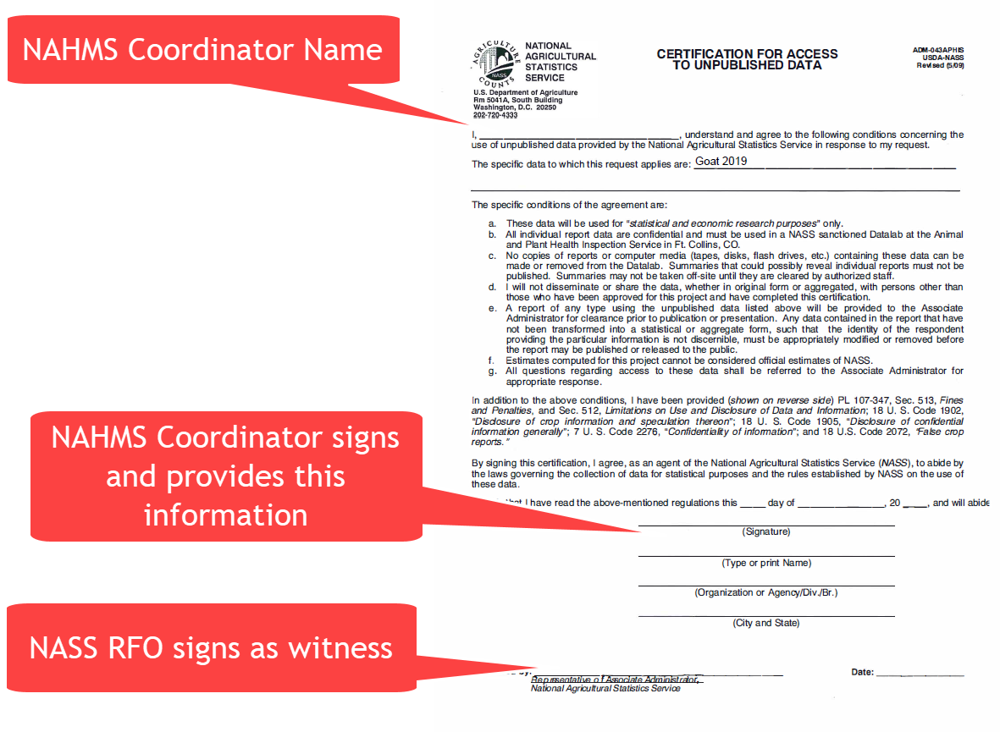 NAHMS Coordinator Name
AGRICULTURE
NASS
COUNTS
NATIONAL
AGRICULTURAL
STATISTICS
SERVICE
U.S. Department of Agriculture
Rm 5041A, South Building
Washington, D.C. 20250
202-720-4333
CERTIFICATION FOR ACCESS
TO UNPUBLISHED DATA
ADM-043APHIS
USDA-NASS
Revised (5/09)
I, ______________________________, understand and agree to the following conditions concerning the
use of unpublished data provided by the National Agricultural Statistics Service in response to my request.
The specific data to which this request applies are: Goat 2019
The specific conditions of the agreement are:
a. These data will be used for "statistical and economic research purposes" only.
b. All individual report data are confidential and must be used in a NASS sanctioned Datalab at the Animal
and Plant Health Inspection Service in Ft. Collins, CO.
c. No copies of reports or computer media (tapes, disks, flash drives, etc.) containing these data can be
made or removed from the Datalab. Summaries that could possibly reveal individual reports must not be
published. Summaries may not be taken off-site until they are cleared by authorized staff.
d. I will not disseminate or share the data, whether in original form or aggregated, with persons other than
those who have been approved for this project and have completed this certification.
e. A report of any type using the unpublished data listed above will be provided to the Associate
Administrator for clearance prior to publication or presentation. Any data contained in the report that have
not been transformed into a statistical or aggregate form, such that the identity of the respondent
providing the particular information is not discernible, must be appropriately modified or removed before
the report may be published or released to the public.
f. Estimates computed for this project cannot be considered official estimates of NASS.
g. All questions regarding access to these data shall be referred to the Associate Administrator for
appropriate response.
In addition to the above conditions, I have been provided (shown on reverse side) PL 107-347, Sec. 513, Fines
and Penalties, and Sec. 512, Limitations on Use and Disclosure of Data and Information; 18 U. S. Code 1902,
"Disclosure of crop information and speculation thereon"; 18 U. S. Code 1905, "Disclosure of confidential
information generally"; 7 U. S. Code 2276, "Confidentiality of information"; and 18 U.S. Code 2072, "False crop
reports."
NAHMS Coordinator signs
and provides this
information
By signing this certification, I agree, as an agent of the National Agricultural Statistics Service (NASS), to abide by
the laws governing the collection of data for statistical purposes and the rules established by NASS on the use of
these data.
I have read the above-mentioned regulations this _____ day of ________________, 20 _____, and will abide
(Signature)
(Type or print Name)
(Organization or Agency/Div./Br.)
(City and State)
NASS RFO signs as witness
Date: ________________
Representative of Associate Administrator,
National Agricultural Statistics Service